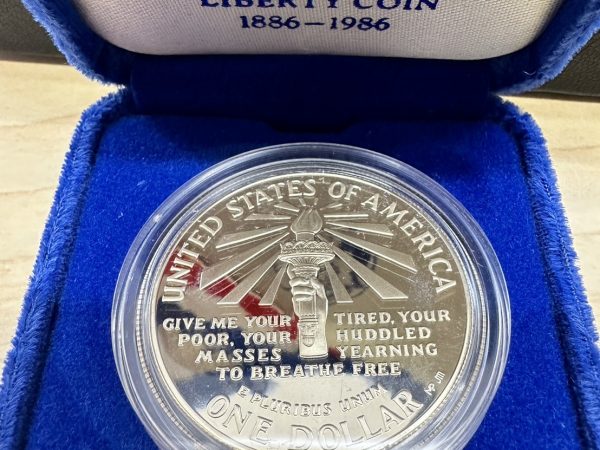 LIBERTY COIN
1886–1986
UNITED STATES OF AMERICA
GIVE ME YOUR TIRED, YOUR
POOR, YOUR HUDDLED
MASSES YEARNING
TO BREATHE FREE
E PLURIBUS UNUM
ONE DOLLAR